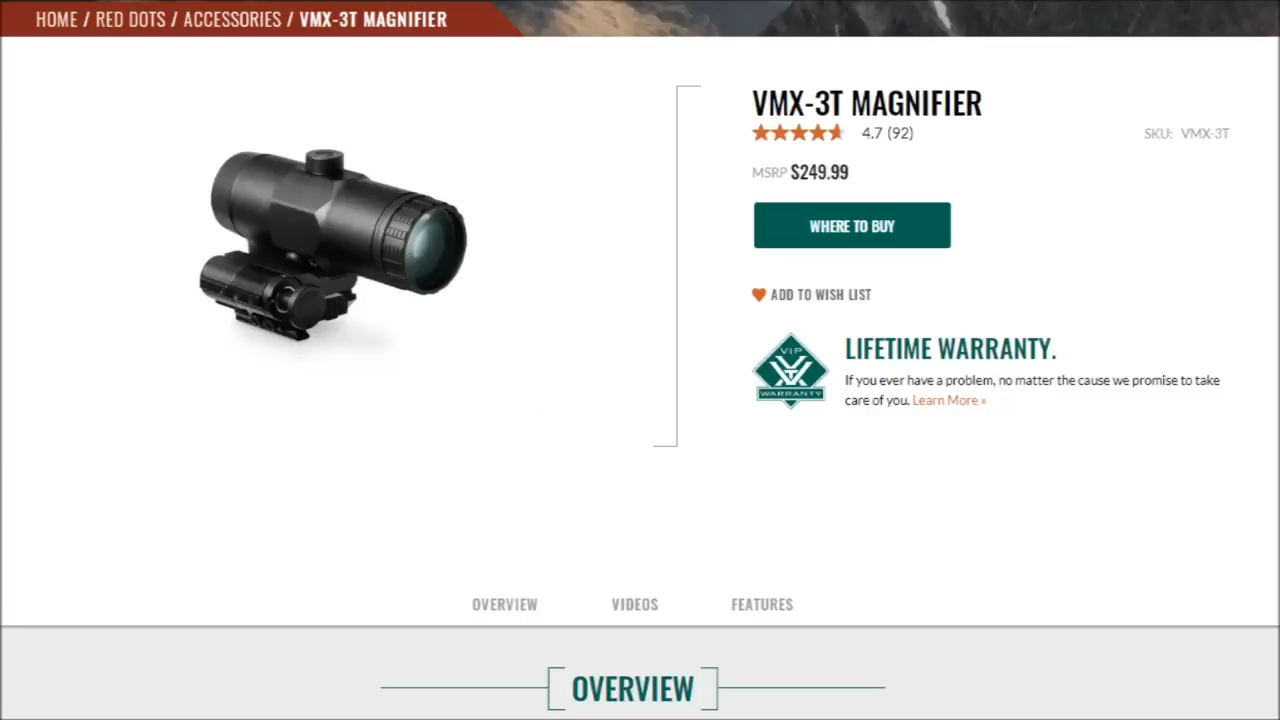 HOME / RED DOTS / ACCESSORIES / VMX-3T MAGNIFIER
VMX-3T MAGNIFIER
4.7 (92)
SKU: VMX-3T
MSRP $249.99
WHERE TO BUY
ADD TO WISH LIST
VIP
WARRANTY
LIFETIME WARRANTY.
If you ever have a problem, no matter the cause we promise to take
care of you. Learn More »
OVERVIEW VIDEOS FEATURES
OVERVIEW